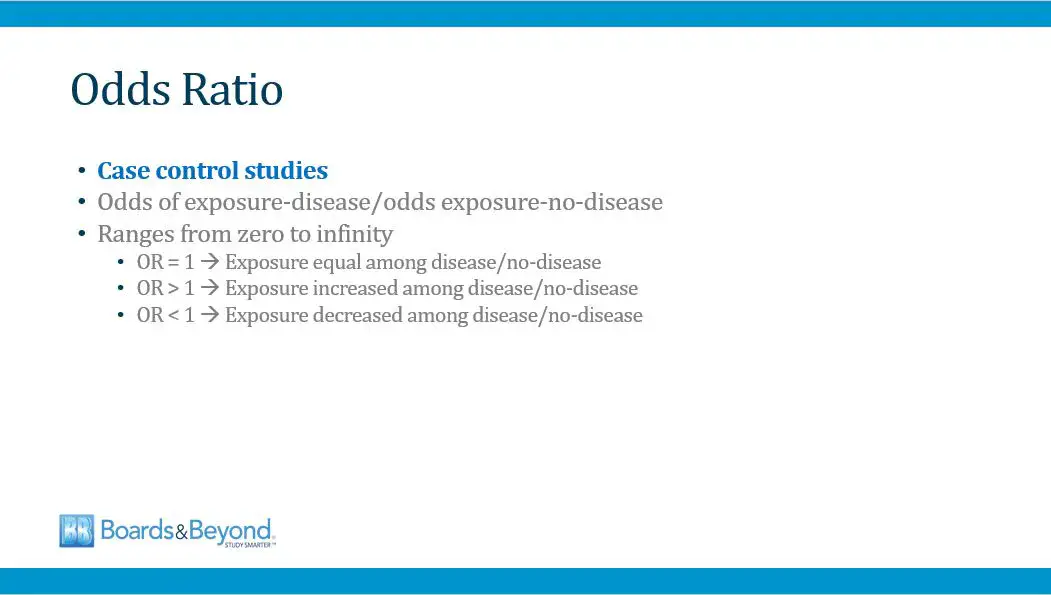 Odds Ratio
• Case control studies
• Odds of exposure-disease/odds exposure-no-disease
• Ranges from zero to infinity
• OR = 1 → Exposure equal among disease/no-disease
• OR > 1 → Exposure increased among disease/no-disease
• OR < 1 → Exposure decreased among disease/no-disease
BB Boards&Beyond.
STUDY SMARTER™